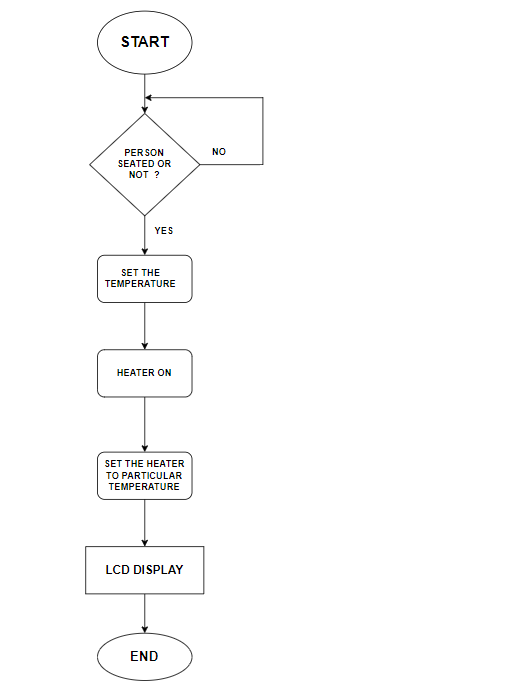 START
PERSON
SEATED OR
NOT ?
NO
YES
SET THE
TEMPERATURE
HEATER ON
SET THE HEATER
TO PARTICULAR
TEMPERATURE
LCD DISPLAY
END